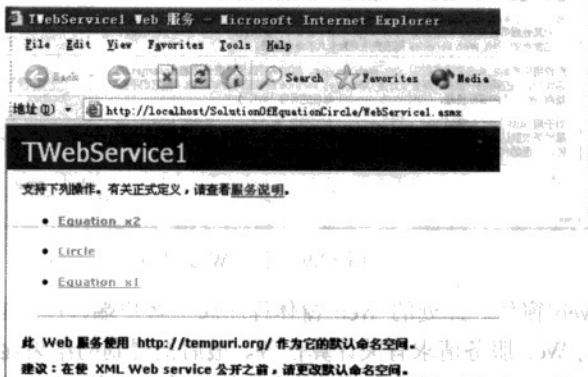 TWebService1 Web 服务 - Microsoft Internet Explorer
File Edit View Favorites Tools Help
Back Search Favorites Media
地址(D) http://localhost/SolutionOfEquationCircle/WebService1.asmx
TWebService1
支持下列操作。有关正式定义，请查看服务说明。
• Equation_x2
• Circle
• Equation_x1
此 Web 服务使用 http://tempuri.org/ 作为它的默认命名空间。
建议：在使 XML Web service 公开之前，请更改默认命名空间。